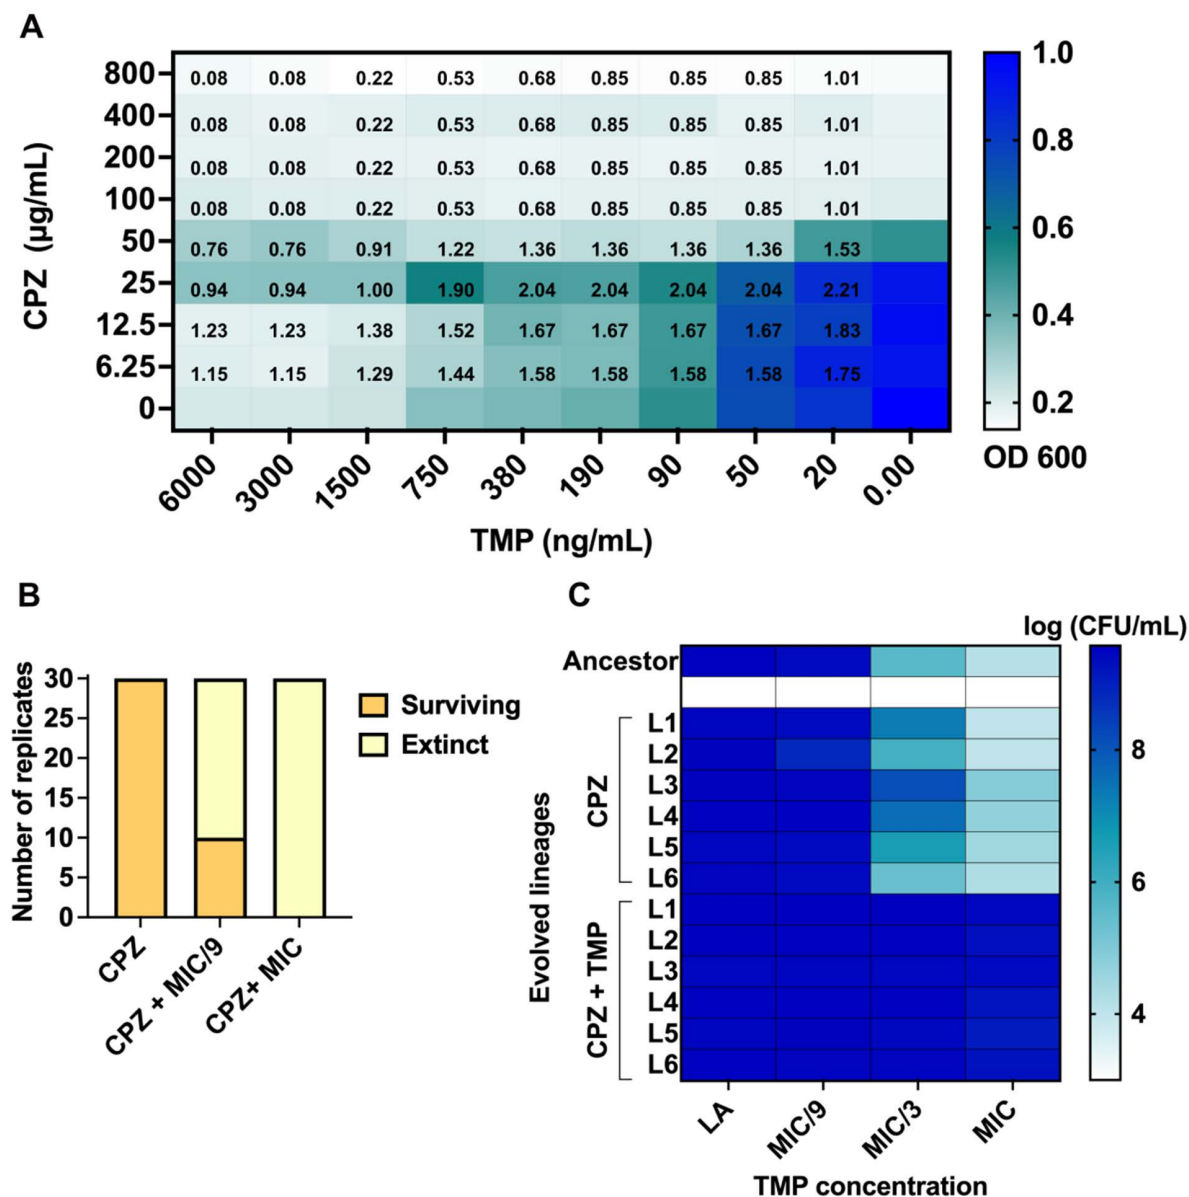 A
CPZ (µg/mL)
800 0.08 0.08 0.22 0.53 0.68 0.85 0.85 0.85 1.01
400 0.08 0.08 0.22 0.53 0.68 0.85 0.85 0.85 1.01
200 0.08 0.08 0.22 0.53 0.68 0.85 0.85 0.85 1.01
100 0.08 0.08 0.22 0.53 0.68 0.85 0.85 0.85 1.01
50 0.76 0.76 0.91 1.22 1.36 1.36 1.36 1.36 1.53
25 0.94 0.94 1.00 1.90 2.04 2.04 2.04 2.04 2.21
12.5 1.23 1.23 1.38 1.52 1.67 1.67 1.67 1.67 1.83
6.25 1.15 1.15 1.29 1.44 1.58 1.58 1.58 1.58 1.75
0
6000 3000 1500 750 380 190 90 50 20 0.00
TMP (ng/mL)
1.0
0.8
0.6
0.4
0.2
OD 600
B
Number of replicates
30
25
20
15
10
5
0
CPZ
CPZ + MIC/9
CPZ+ MIC
Surviving
Extinct
C
log (CFU/mL)
8
6
4
Evolved lineages
Ancestor
CPZ
L1
L2
L3
L4
L5
L6
CPZ + TMP
L1
L2
L3
L4
L5
L6
LA MIC/9 MIC/3 MIC
TMP concentration